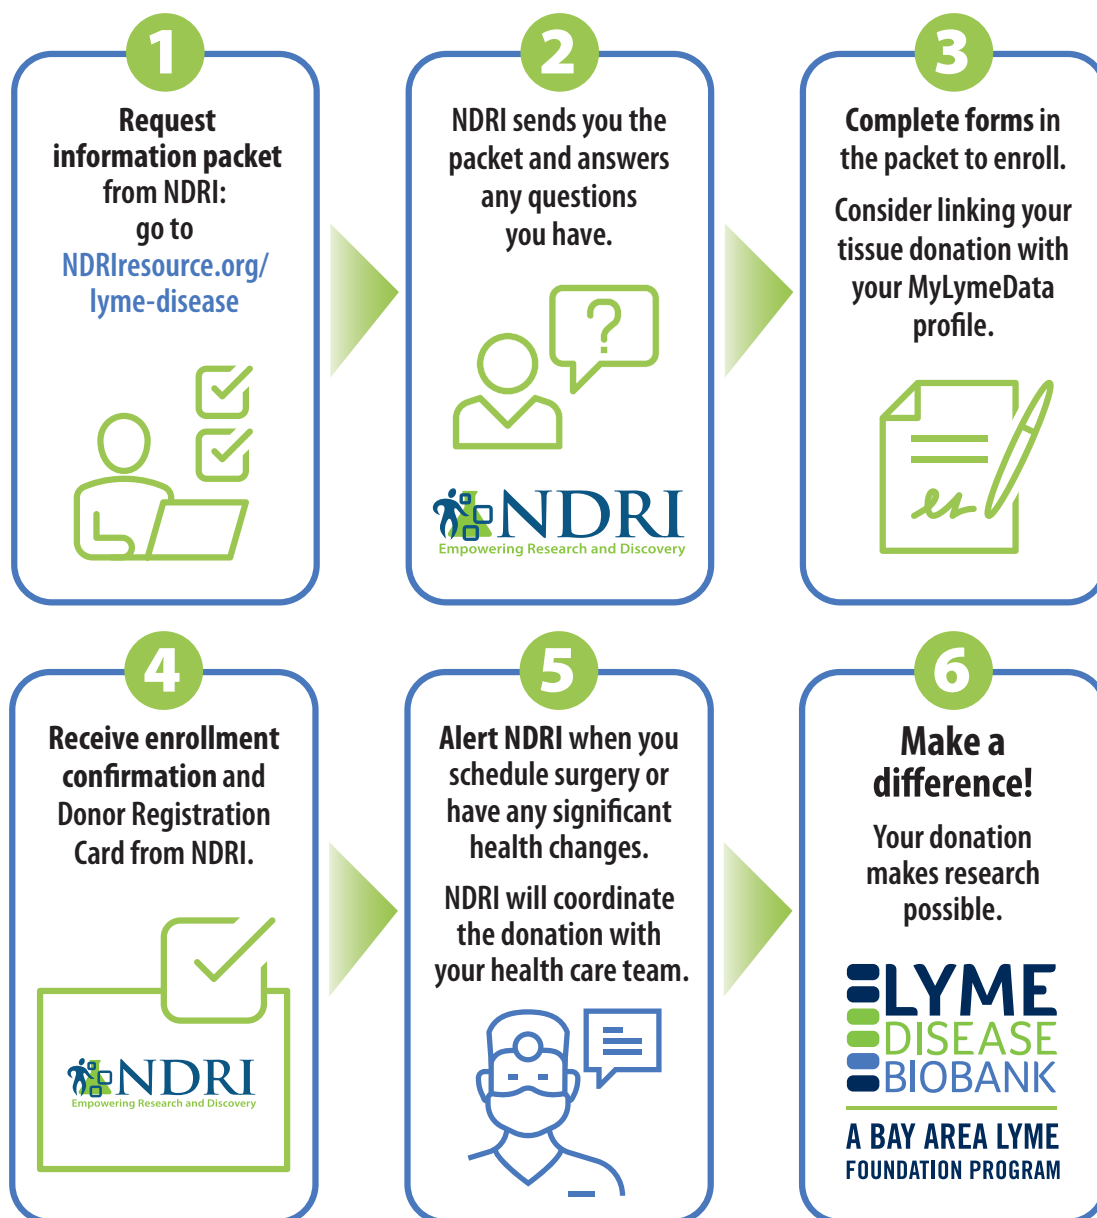 1
Request
information packet
from NDRI:
go to
NDRIresource.org/
lyme-disease
2
NDRI sends you the
packet and answers
any questions
you have.
?
NDRI
Empowering Research and Discovery
3
Complete forms in
the packet to enroll.
Consider linking your
tissue donation with
your MyLymeData
profile.
4
Receive enrollment
confirmation and
Donor Registration
Card from NDRI.
NDRI
Empowering Research and Discovery
5
Alert NDRI when you
schedule surgery or
have any significant
health changes.
NDRI will coordinate
the donation with
your health care team.
6
Make a
difference!
Your donation
makes research
possible.
LYME
DISEASE
BIOBANK
A BAY AREA LYME
FOUNDATION PROGRAM